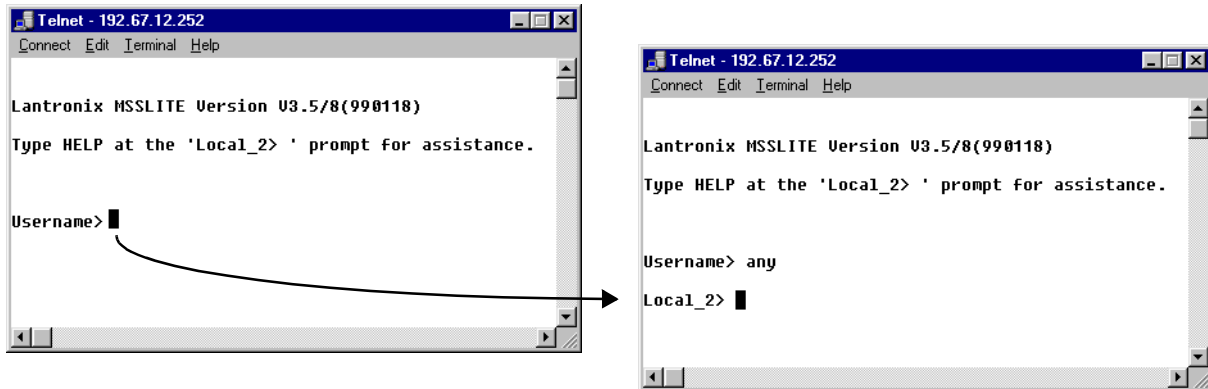 Telnet - 192.67.12.252
Connect Edit Terminal Help
Lantronix MSSLITE Version V3.5/8(990118)
Type HELP at the 'Local_2> ' prompt for assistance.
Username>
Telnet - 192.67.12.252
Connect Edit Terminal Help
Lantronix MSSLITE Version V3.5/8(990118)
Type HELP at the 'Local_2> ' prompt for assistance.
Username> any
Local_2>